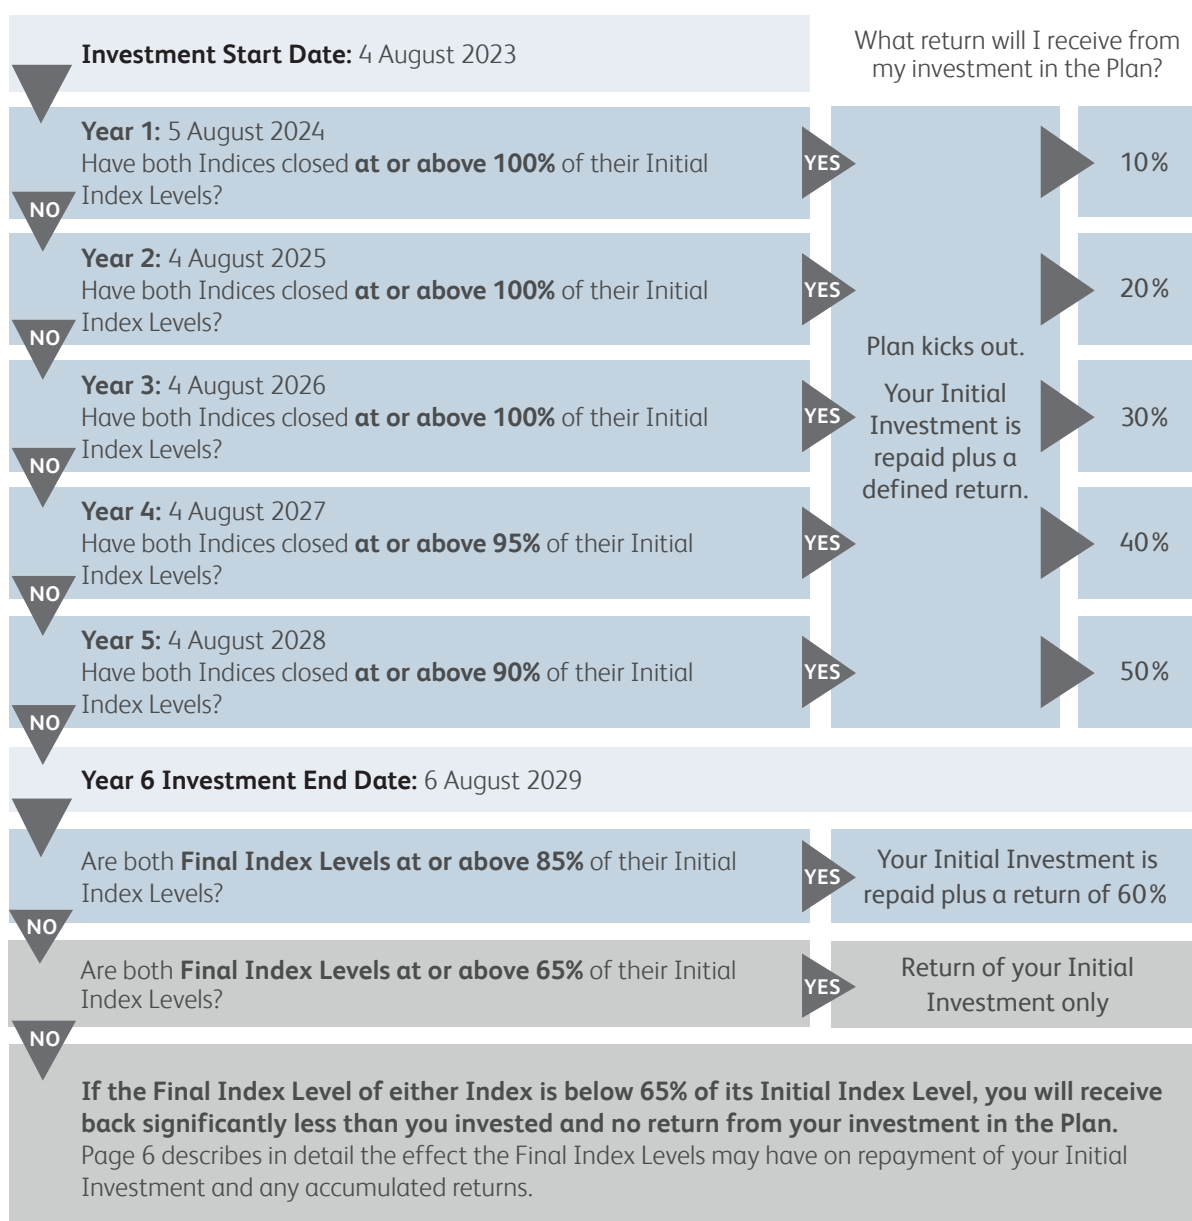 Investment Start Date: 4 August 2023
What return will I receive from
my investment in the Plan?
Year 1: 5 August 2024
Have both Indices closed at or above 100% of their Initial
Index Levels?
YES
10%
NO
Year 2: 4 August 2025
Have both Indices closed at or above 100% of their Initial
Index Levels?
YES
20%
NO
Year 3: 4 August 2026
Have both Indices closed at or above 100% of their Initial
Index Levels?
YES
30%
NO
Year 4: 4 August 2027
Have both Indices closed at or above 95% of their Initial
Index Levels?
YES
40%
NO
Year 5: 4 August 2028
Have both Indices closed at or above 90% of their Initial
Index Levels?
YES
50%
NO
Plan kicks out.
Your Initial
Investment is
repaid plus a
defined return.
Year 6 Investment End Date: 6 August 2029
Are both Final Index Levels at or above 85% of their Initial
Index Levels?
YES
Your Initial Investment is
repaid plus a return of 60%
NO
Are both Final Index Levels at or above 65% of their Initial
Index Levels?
YES
Return of your Initial
Investment only
NO
If the Final Index Level of either Index is below 65% of its Initial Index Level, you will receive
back significantly less than you invested and no return from your investment in the Plan.
Page 6 describes in detail the effect the Final Index Levels may have on repayment of your Initial
Investment and any accumulated returns.